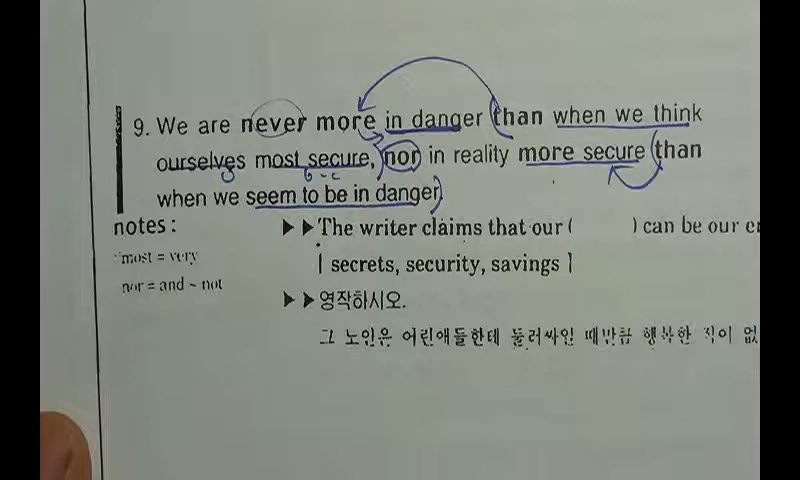 9. We are never more in danger than when we think
ourselves most secure, nor in reality more secure than
when we seem to be in danger.
notes: ▶▶The writer claims that our (      ) can be our
*most = very [ secrets, security, savings ]
nor = and ~ not ▶▶영작하시오.
그 노인은 어린애들한테 둘러싸일 때만큼 행복한 적이